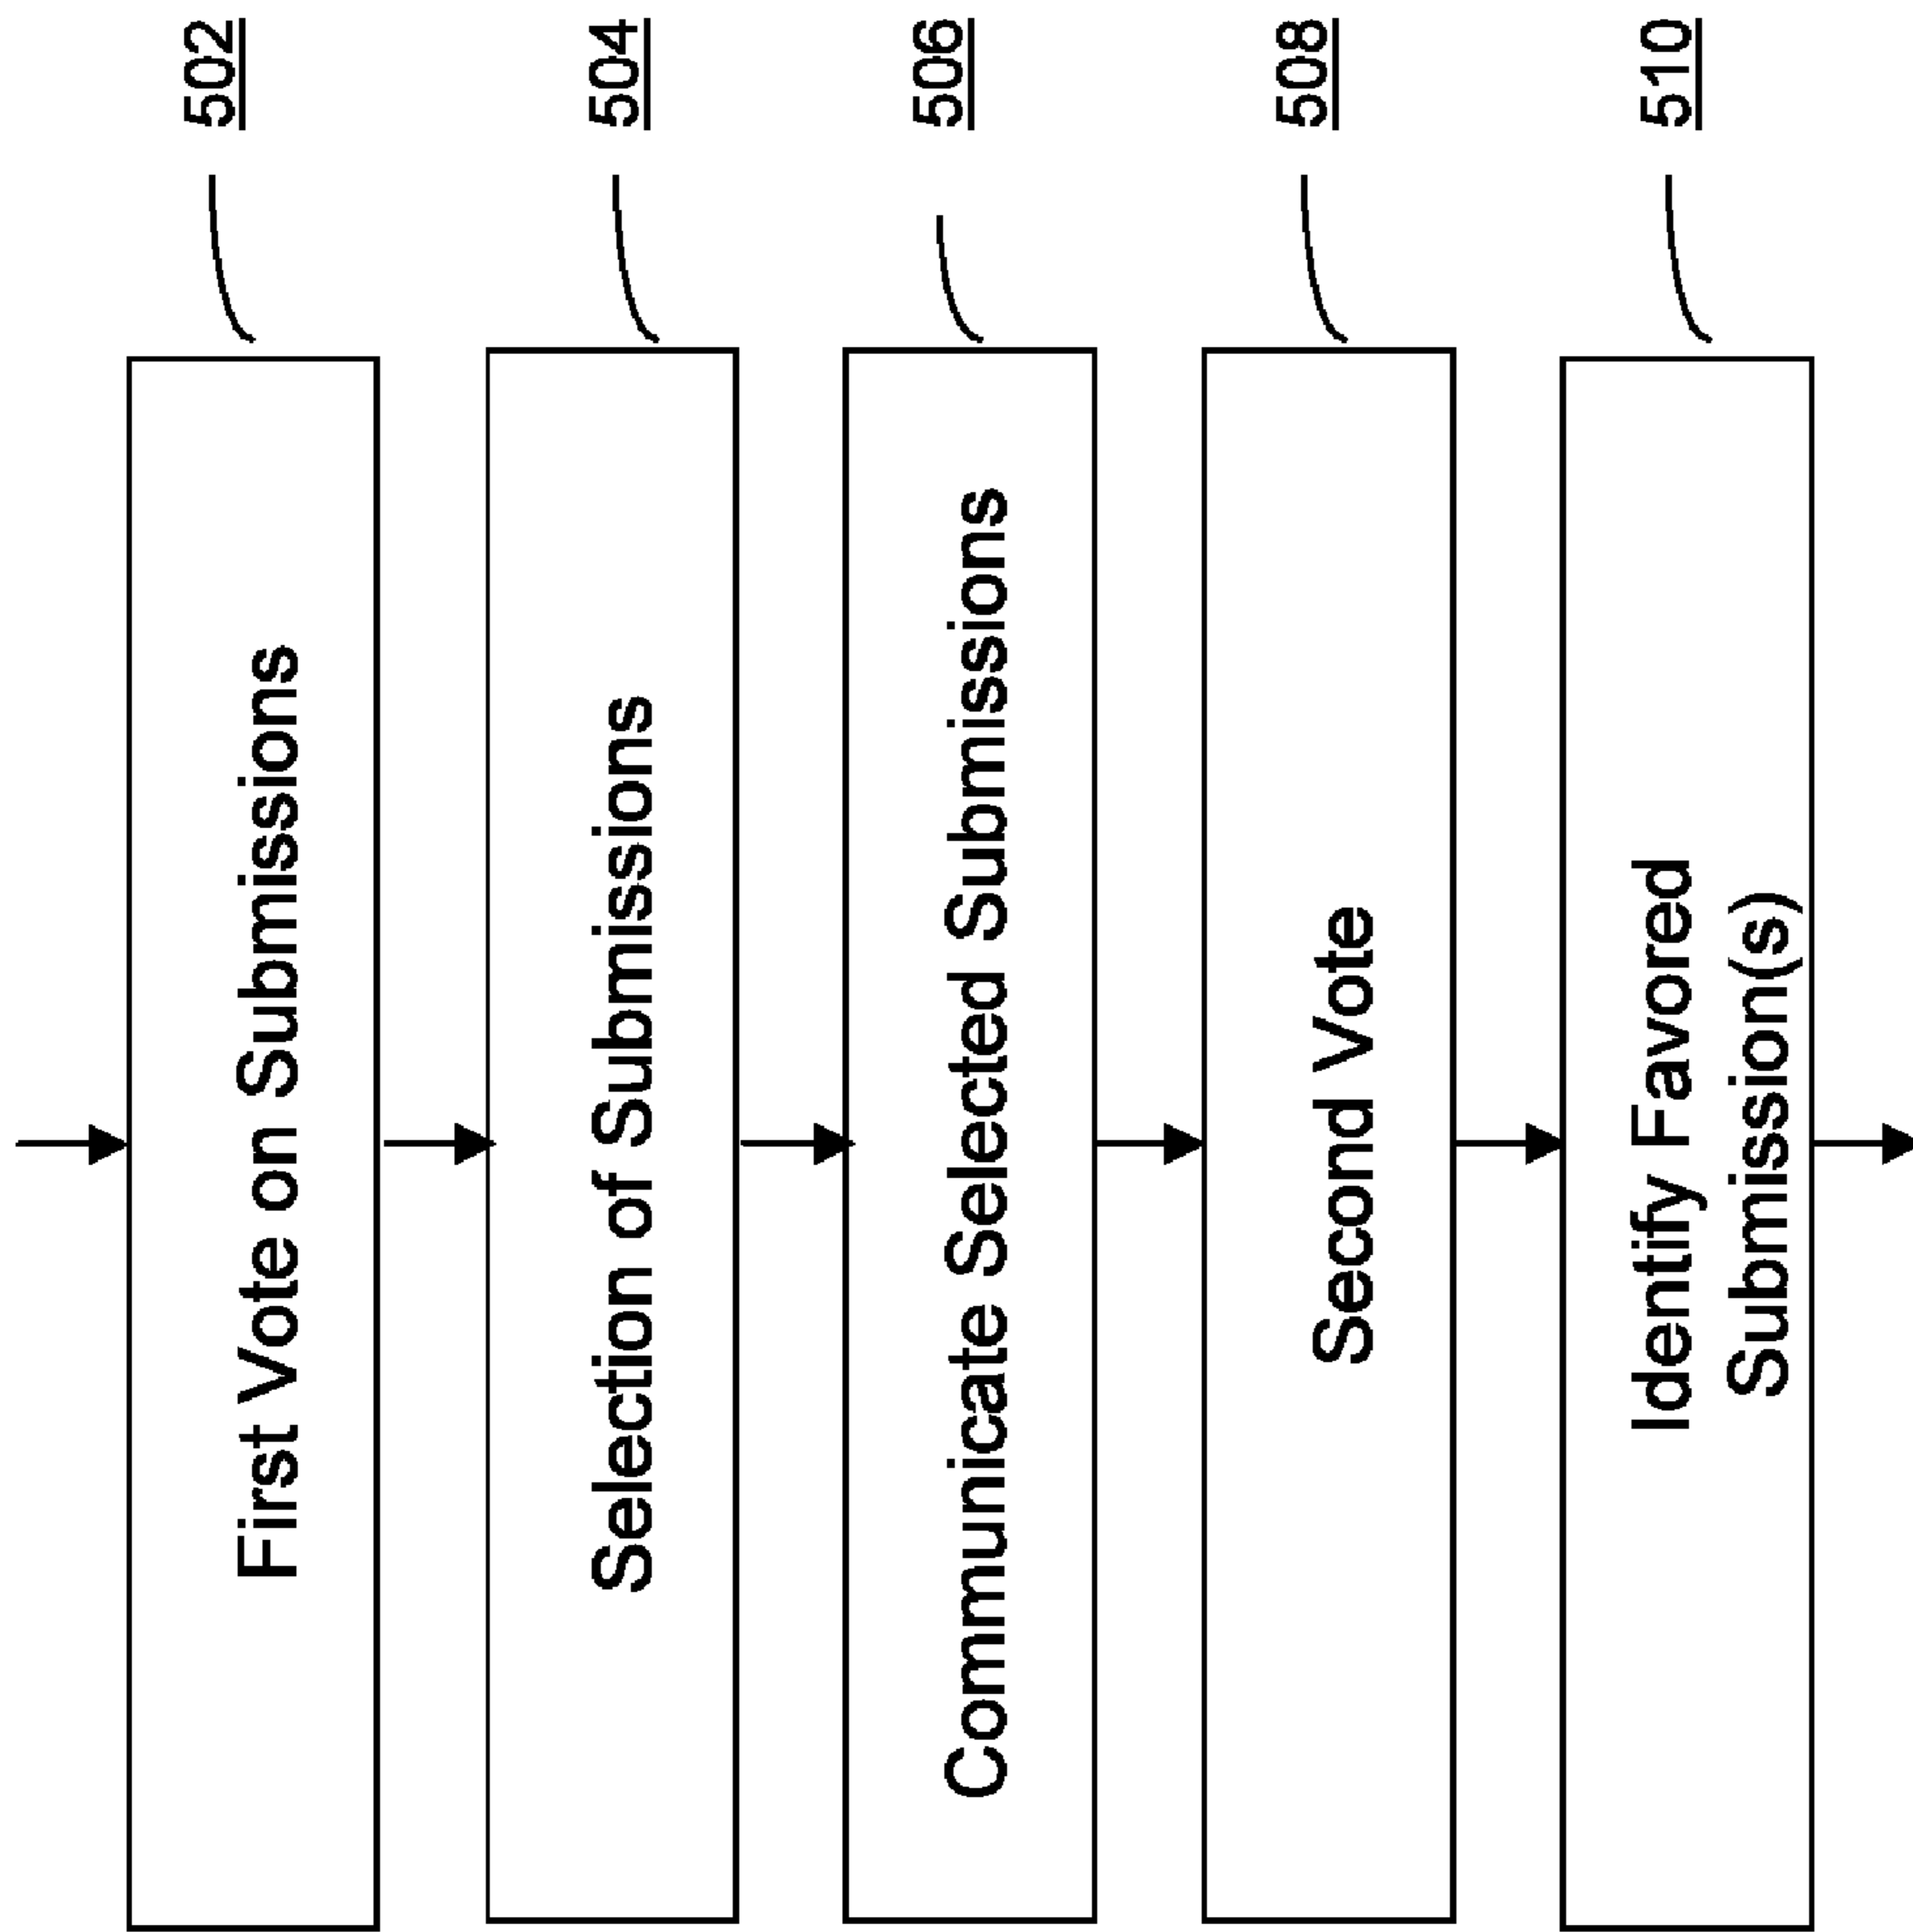 First Vote on Submissions
502
Selection of Submissions
504
Communicate Selected Submissions
506
Second Vote
508
Identify Favored
Submission(s)
510